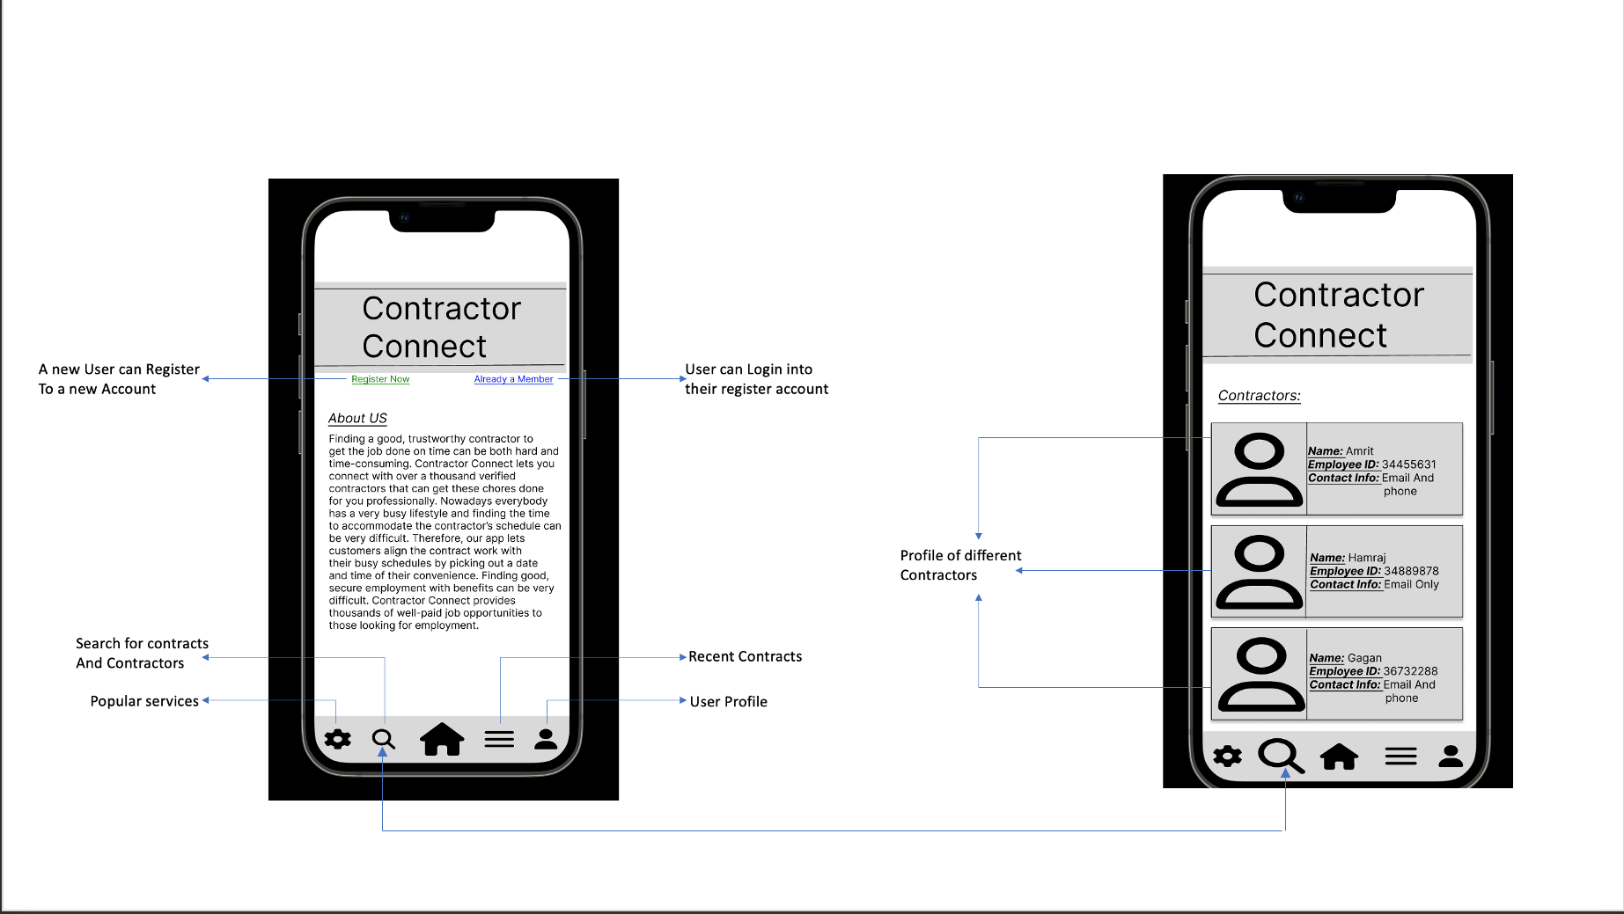 Contractor
Connect
A new User can Register
To a new Account
Register Now
Already a Member
User can Login into
their register account
About US
Finding a good, trustworthy contractor to
get the job done on time can be both hard and
time-consuming. Contractor Connect lets you
connect with over a thousand verified
contractors that can get these chores done
for you professionally. Nowadays everybody
has a very busy lifestyle and finding the time
to accommodate the contractor's schedule can
be very difficult. Therefore, our app lets
customers align the contract work with
their busy schedules by picking out a date
and time of their convenience. Finding good,
secure employment with benefits can be very
difficult. Contractor Connect provides
thousands of well-paid job opportunities to
those looking for employment.
Search for contracts
And Contractors
Popular services
Recent Contracts
User Profile
Contractor
Connect
Contractors:
Name: Amrit
Employee ID: 34455631
Contact Info: Email And
phone
Profile of different
Contractors
Name: Hamraj
Employee ID: 34889878
Contact Info: Email Only
Name: Gagan
Employee ID: 36732288
Contact Info: Email And
phone